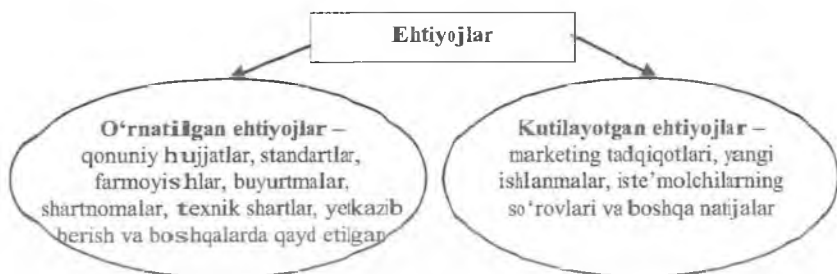 Ehtiyojlar
O‘rnatilgan ehtiyojlar –
qonuniy hujjatlar, standartlar,
farmoyishlar, buyurtmalar,
shartnomalar, texnik shartlar, yetkazib
berish va boshqalarda qayd etilgan
Kutilayotgan ehtiyojlar –
marketing tadqiqotlari, yangi
ishlanmalar, iste’molchilarning
so‘rovlari va boshqa natijalar